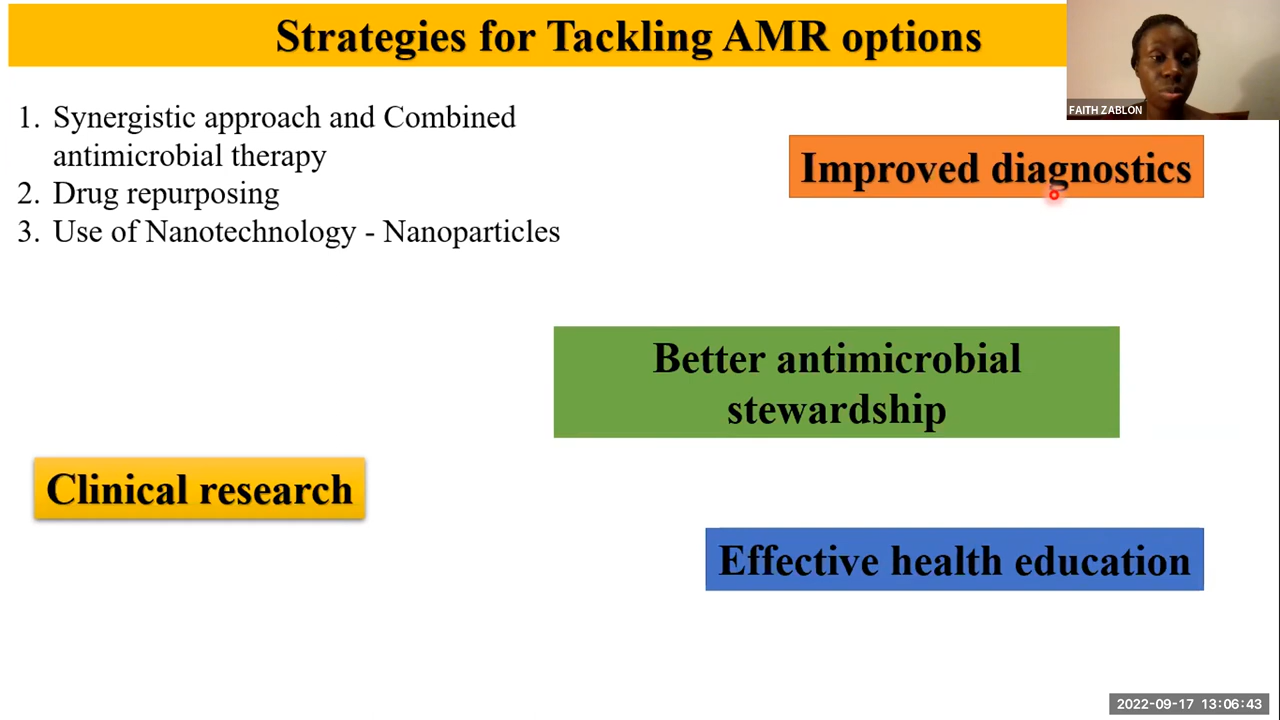 Strategies for Tackling AMR options
FAITH ZABLON
1. Synergistic approach and Combined
antimicrobial therapy
2. Drug repurposing
3. Use of Nanotechnology - Nanoparticles
Improved diagnostics
Better antimicrobial
stewardship
Clinical research
Effective health education
2022-09-17 13:06:43